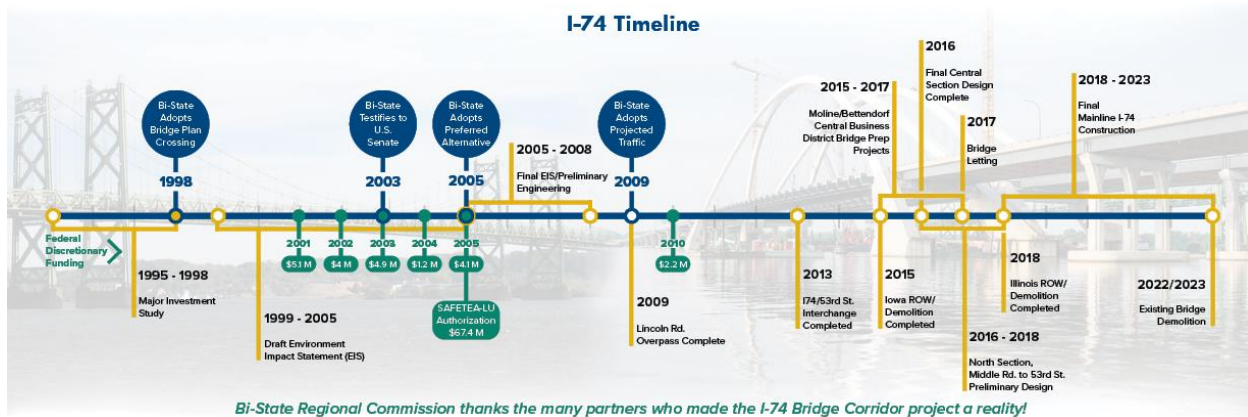 I-74 Timeline
Bi-State
Adopts
Bridge Plan
Crossing
1998
Bi-State
Testifies to
U.S.
Senate
2003
Bi-State
Adopts
Preferred
Alternative
2005
2005 - 2008
Final EIS/Preliminary
Engineering
Bi-State
Adopts
Projected
Traffic
2009
2015 - 2017
Moline/Bettendorf
Central Business
District Bridge Prep
Projects
2016
Final Central
Section Design
Complete
2017
Bridge
Letting
2018 - 2023
Final
Mainline I-74
Construction
Federal
Discretionary
Funding
1995 - 1998
Major Investment
Study
1999 - 2005
Draft Environment
Impact Statement (EIS)
2001
$5.1 M
2002
$4 M
2003
$4.9 M
2004
$1.2 M
2005
$4.1 M
SAFETEA-LU
Authorization
$67.4 M
2009
Lincoln Rd.
Overpass Complete
2010
$2.2 M
2013
I74/53rd St.
Interchange
Completed
2015
Iowa ROW/
Demolition
Completed
2016 - 2018
North Section,
Middle Rd. to 53rd St.
Preliminary Design
2018
Illinois ROW/
Demolition
Completed
2022/2023
Existing Bridge
Demolition
Bi-State Regional Commission thanks the many partners who made the I-74 Bridge Corridor project a reality!